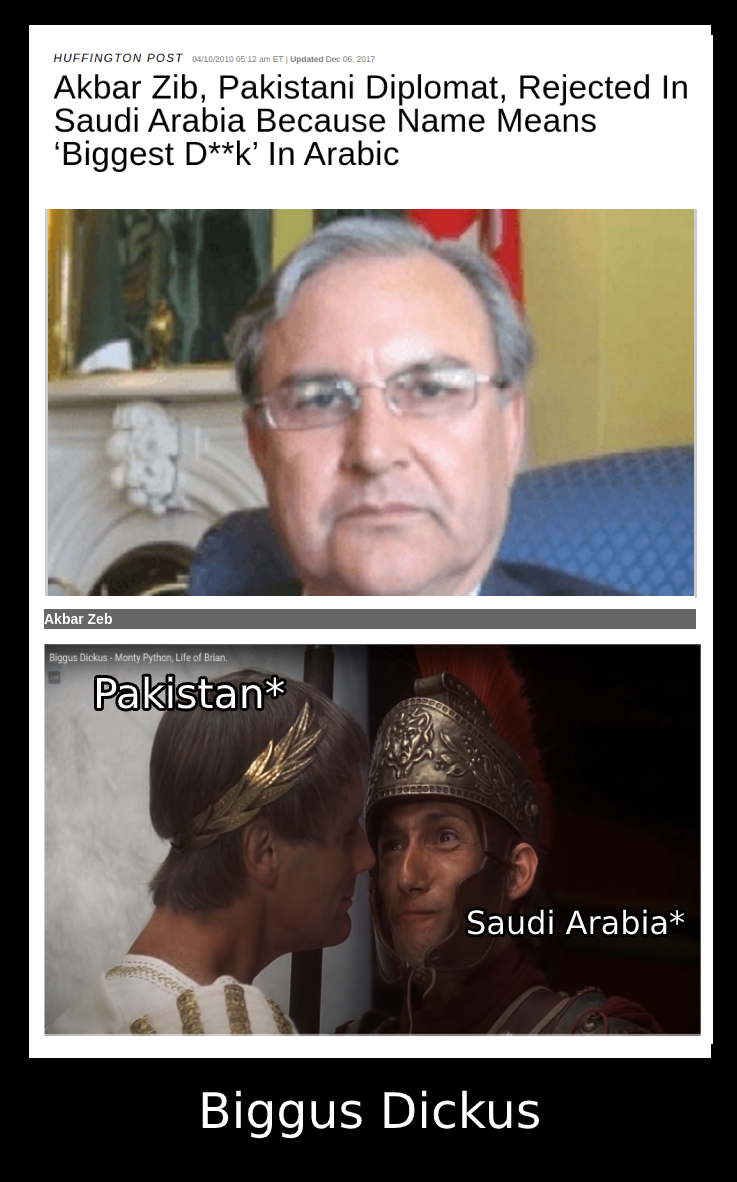 HUFFINGTON POST 04/10/2010 05:12 am ET | Updated Dec 06, 2017
Akbar Zib, Pakistani Diplomat, Rejected In
Saudi Arabia Because Name Means
‘Biggest D**k’ In Arabic
Akbar Zeb
Biggus Dickus - Monty Python, Life of Brian.
Pakistan*
Saudi Arabia*
Biggus Dickus